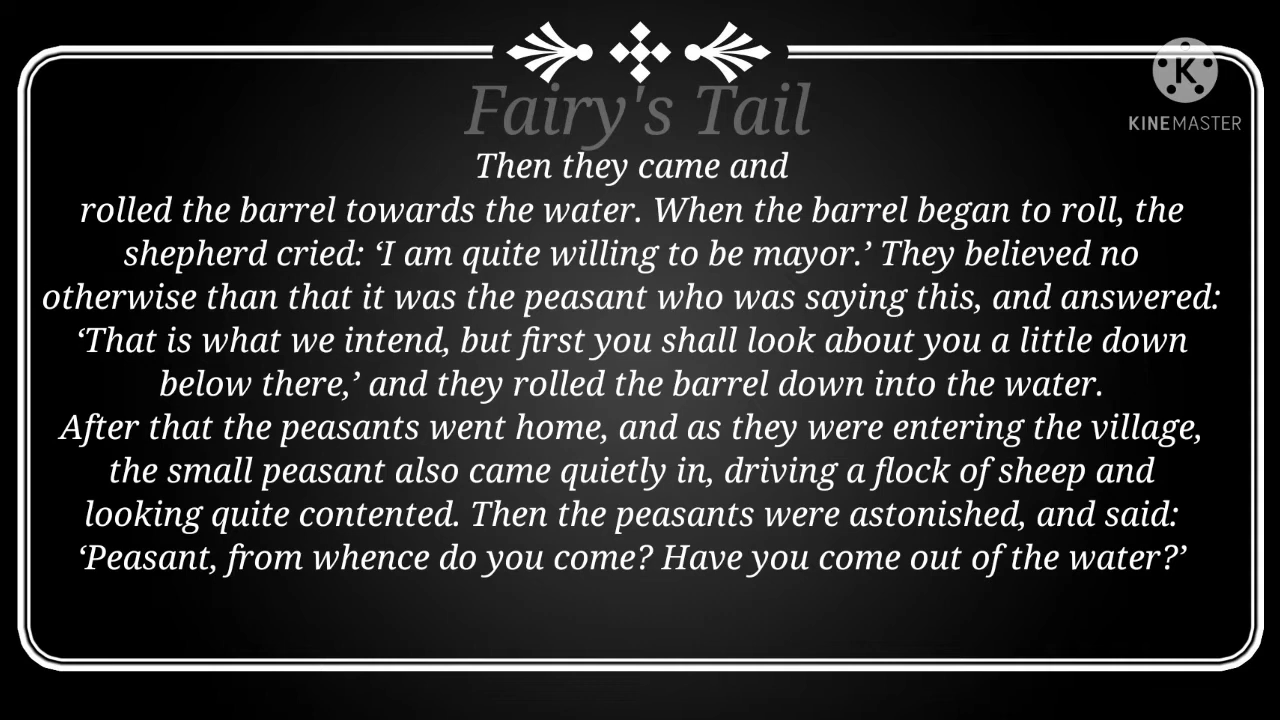 Fairy's Tail
K
KINEMASTER
Then they came and
rolled the barrel towards the water. When the barrel began to roll, the
shepherd cried: ‘I am quite willing to be mayor.’ They believed no
otherwise than that it was the peasant who was saying this, and answered:
‘That is what we intend, but first you shall look about you a little down
below there,’ and they rolled the barrel down into the water.
After that the peasants went home, and as they were entering the village,
the small peasant also came quietly in, driving a flock of sheep and
looking quite contented. Then the peasants were astonished, and said:
‘Peasant, from whence do you come? Have you come out of the water?’